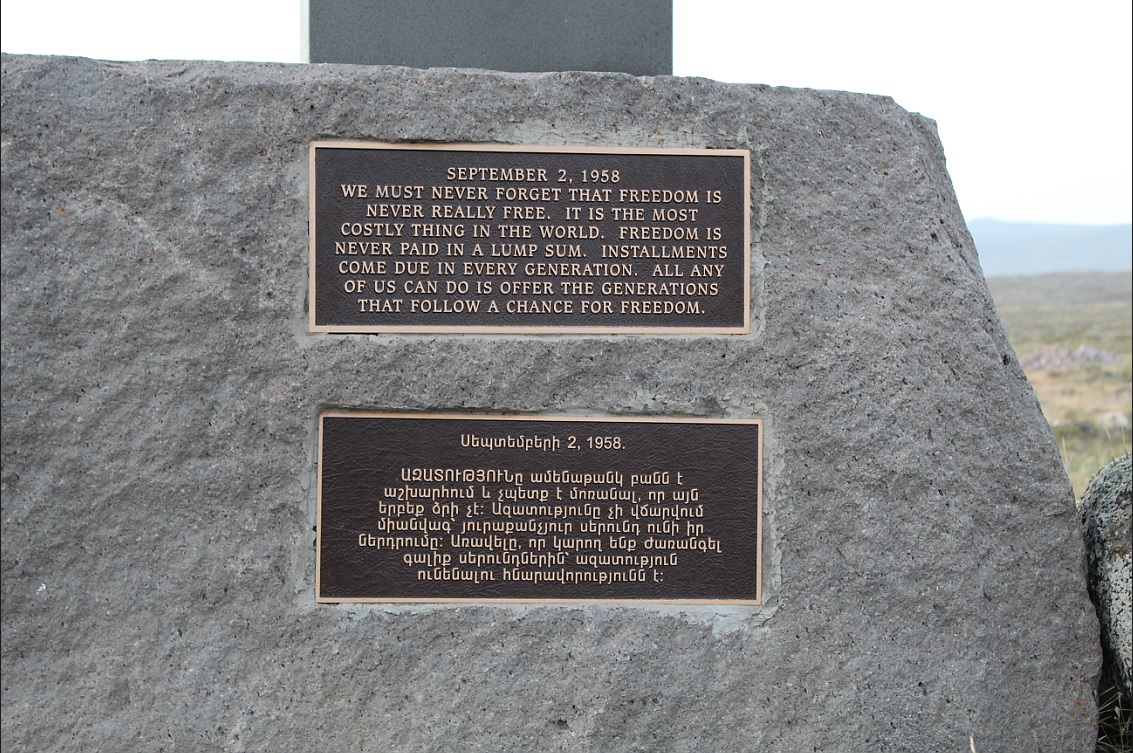 SEPTEMBER 2, 1958
WE MUST NEVER FORGET THAT FREEDOM IS
NEVER REALLY FREE. IT IS THE MOST
COSTLY THING IN THE WORLD. FREEDOM IS
NEVER PAID IN A LUMP SUM. INSTALLMENTS
COME DUE IN EVERY GENERATION. ALL ANY
OF US CAN DO IS OFFER THE GENERATIONS
THAT FOLLOW A CHANCE FOR FREEDOM.
Սեպտեմբերի 2, 1958.
ԱԶԱՏՈՒԹՅՈՒՆը ամենաթանկ բանն է
աշխարհում և չպետք է մոռանալ, որ այն
երբեք ձրի չէ: Ազատությունը չի վճարվում
միանվագ՝ յուրաքանչյուր սերունդ ունի իր
ներդրումը: Առավելը, որ կարող ենք ժառանգել
գալիք սերունդներին՝ ազատություն
ունենալու հնարավորությունն է: